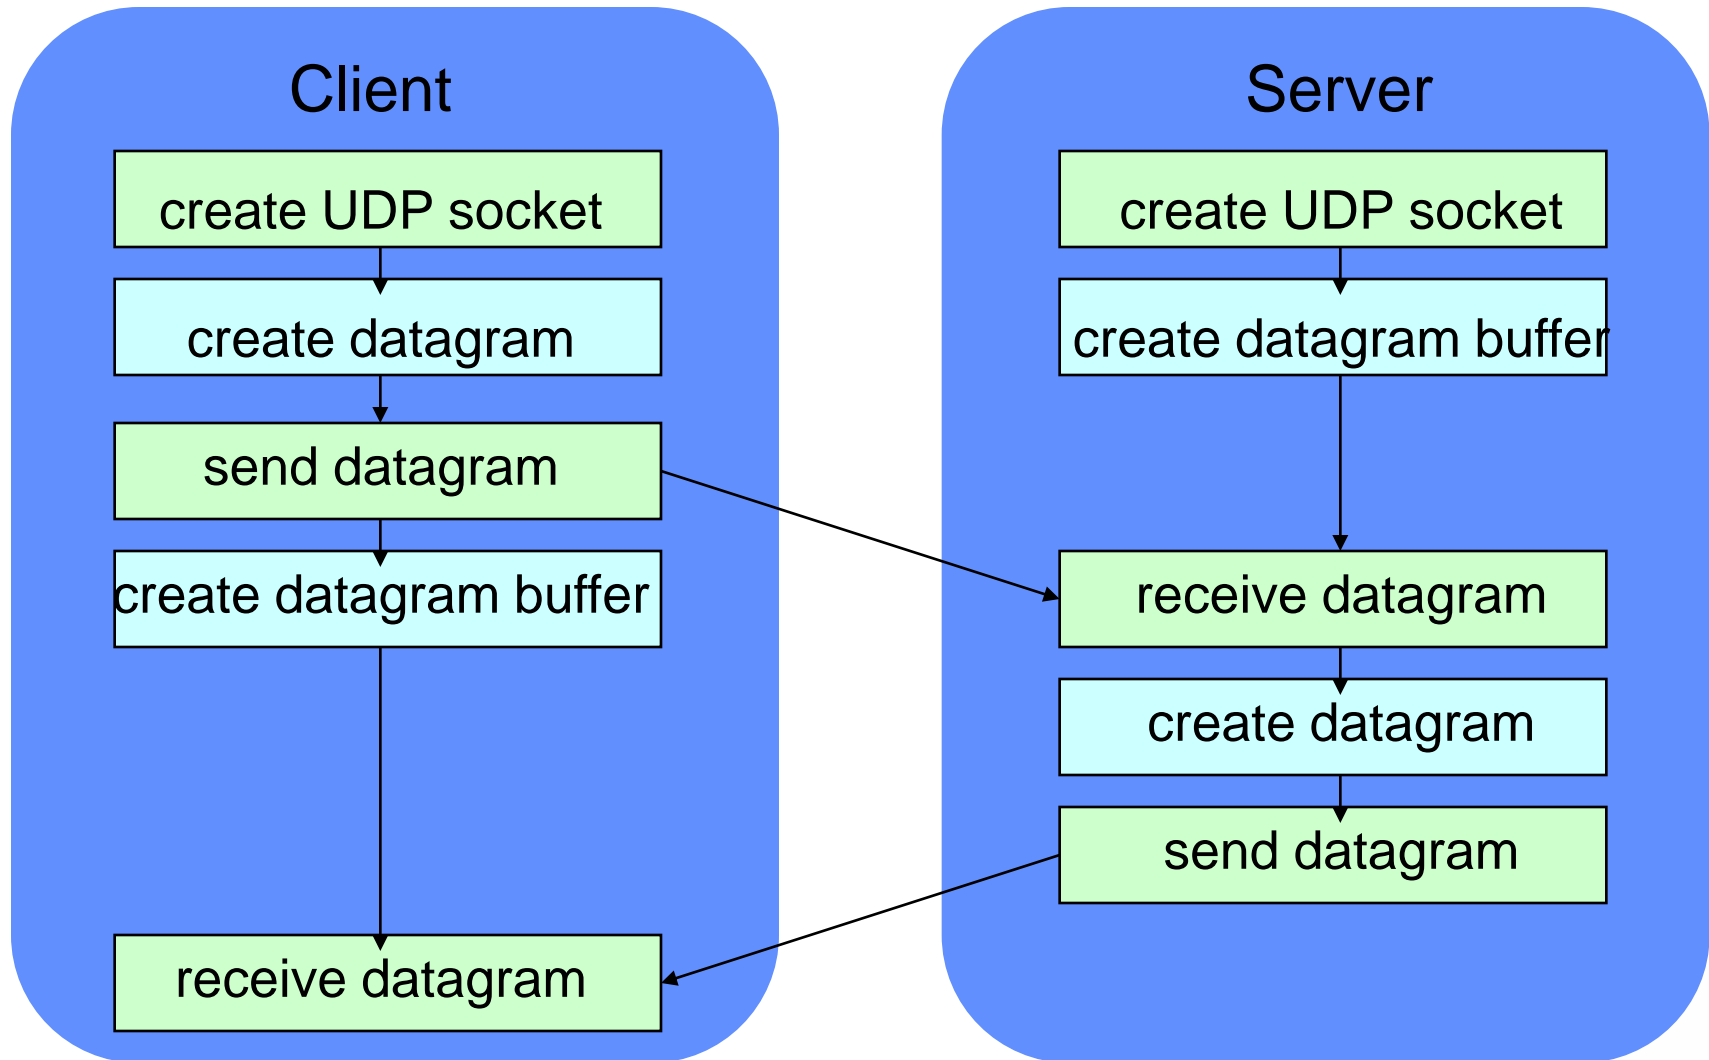 Client
create UDP socket
create datagram
send datagram
create datagram buffer
receive datagram
Server
create UDP socket
create datagram buffer
receive datagram
create datagram
send datagram